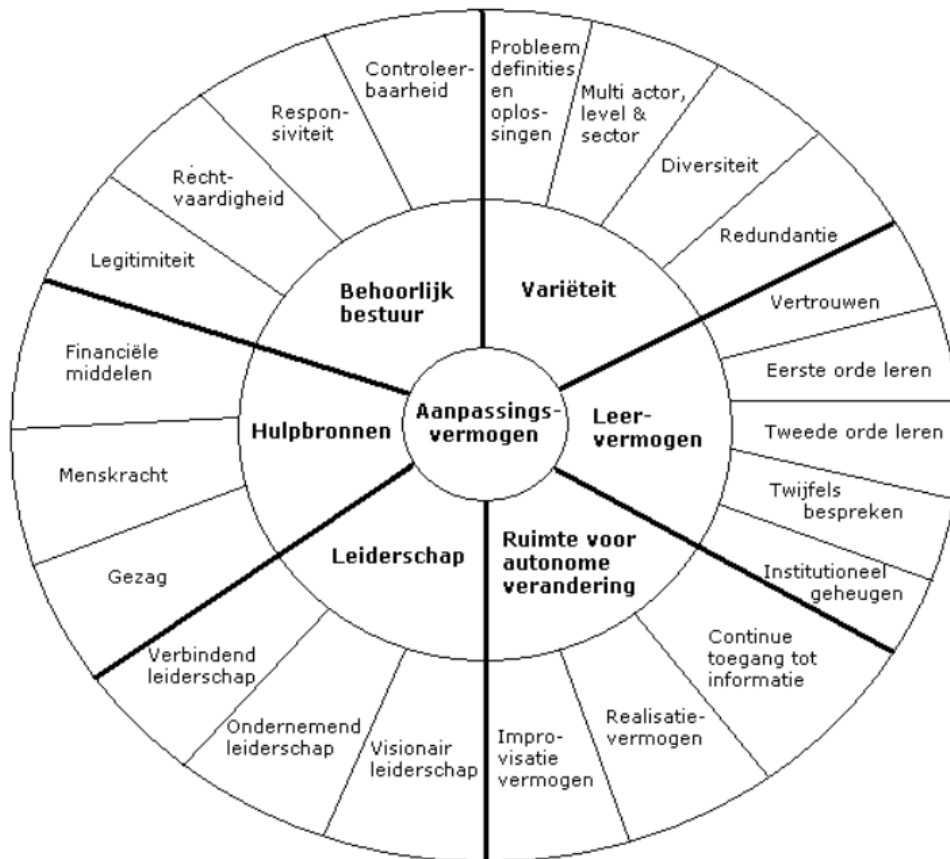 Probleem
definities
en
oplos-
singen
Multi actor,
level &
sector
Diversiteit
Redundantie
Vertrouwen
Eerste orde leren
Tweede orde leren
Twijfels
bespreken
Institutioneel
geheugen
Continue
toegang tot
informatie
Realisatie-
vermogen
Impro-
visatie
vermogen
Visionair
leiderschap
Ondernemend
leiderschap
Verbindend
leiderschap
Gezag
Menskracht
Financiële
middelen
Legitimiteit
Recht-
vaardigheid
Respon-
siviteit
Controleer-
baarheid
Variëteit
Leer-
vermogen
Ruimte voor
autonome
verandering
Leiderschap
Hulpbronnen
Behoorlijk
bestuur
Aanpassings-
vermogen